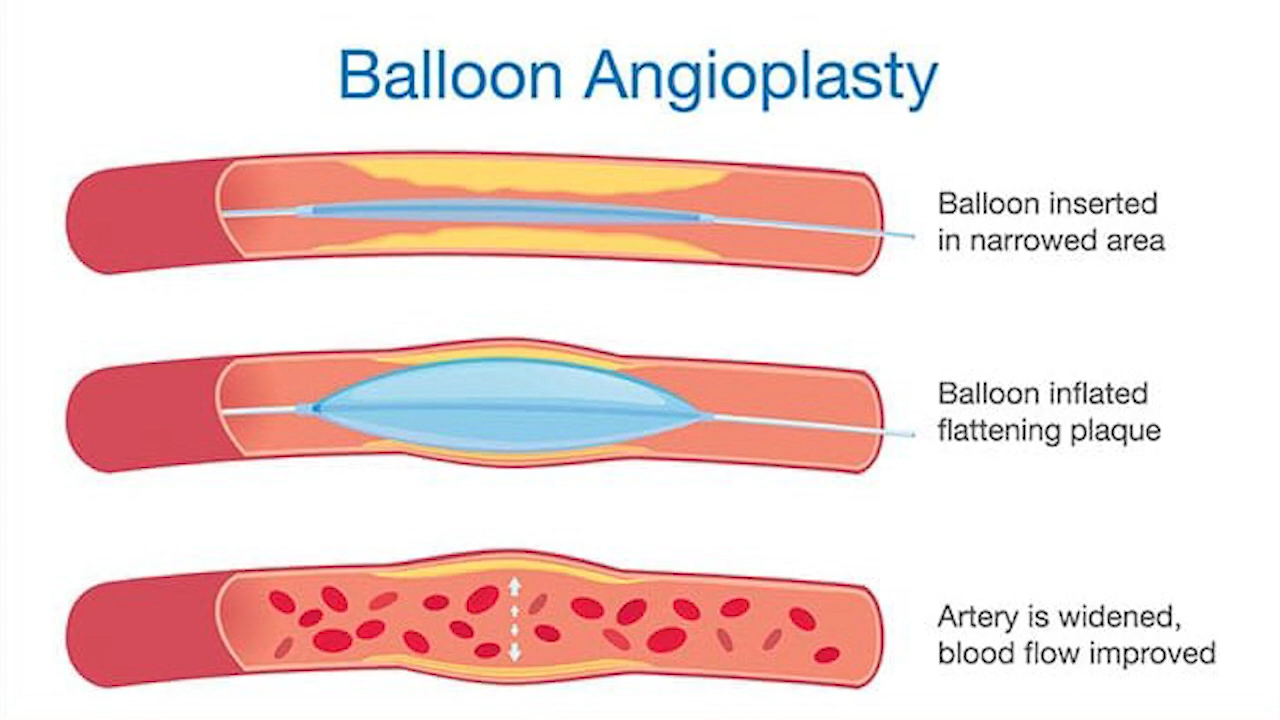 Balloon Angioplasty
Balloon inserted
in narrowed area
Balloon inflated
flattening plaque
Artery is widened,
blood flow improved